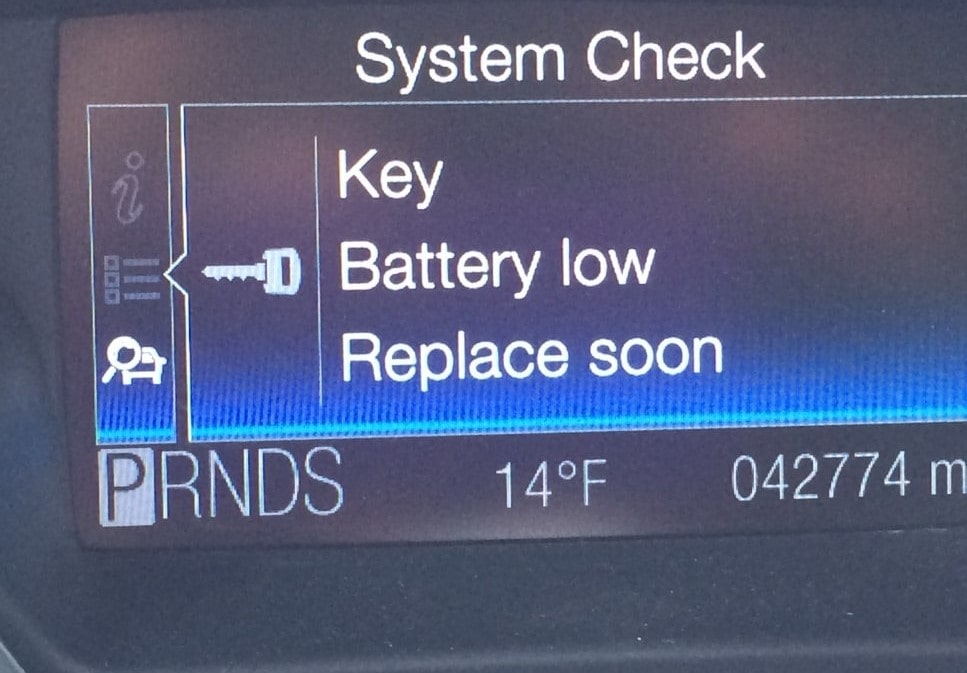 System Check
Key
Battery low
Replace soon
PRNDS 14°F 042774 m